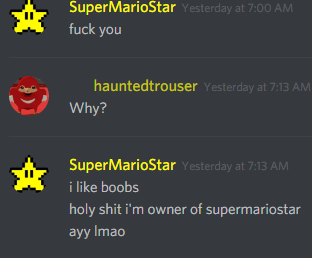 SuperMarioStar Yesterday at 7:00 AM
fuck you
hauntedtrouser Yesterday at 7:13 AM
Why?
SuperMarioStar Yesterday at 7:13 AM
i like boobs
holy shit i'm owner of supermariostar
ayy lmao